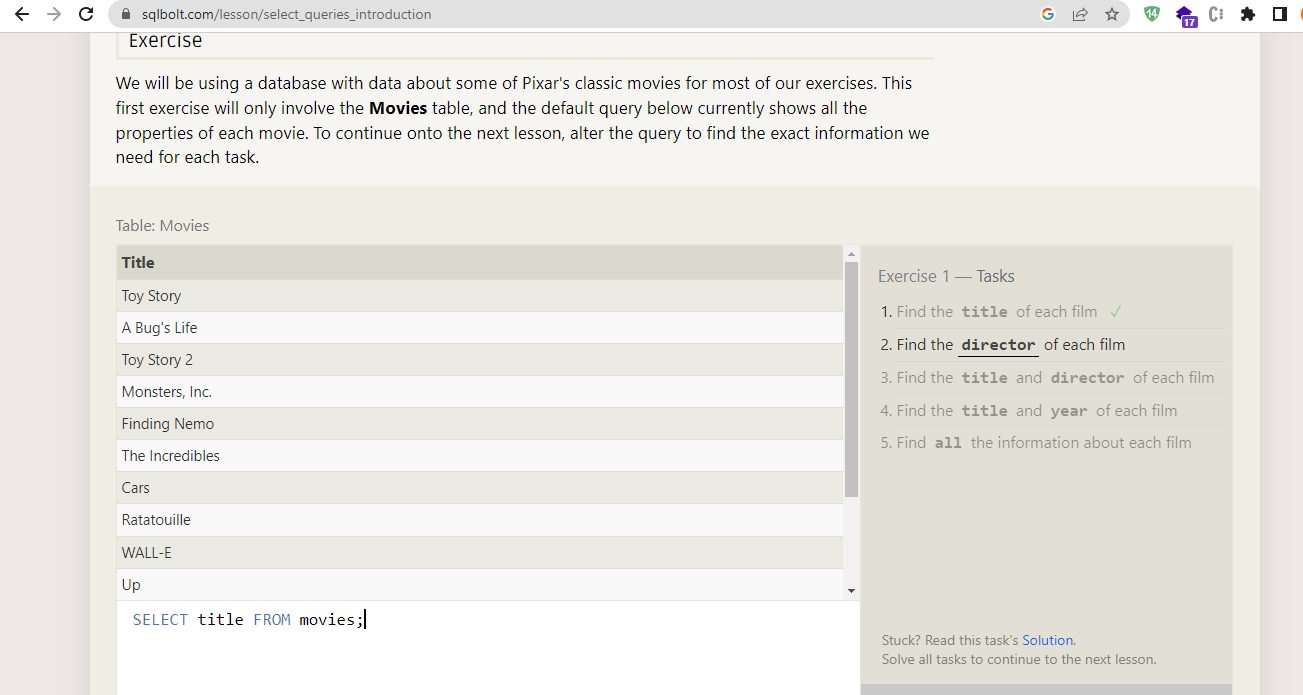 sqlbolt.com/lesson/select_queries_introduction
14
17
Exercise
We will be using a database with data about some of Pixar's classic movies for most of our exercises. This
first exercise will only involve the Movies table, and the default query below currently shows all the
properties of each movie. To continue onto the next lesson, alter the query to find the exact information we
need for each task.
Table: Movies
Title
Toy Story
A Bug's Life
Toy Story 2
Monsters, Inc.
Finding Nemo
The Incredibles
Cars
Ratatouille
WALL-E
Up
SELECT title FROM movies;
Exercise 1 — Tasks
1. Find the title of each film ✓
2. Find the director of each film
3. Find the title and director of each film
4. Find the title and year of each film
5. Find all the information about each film
Stuck? Read this task's Solution.
Solve all tasks to continue to the next lesson.